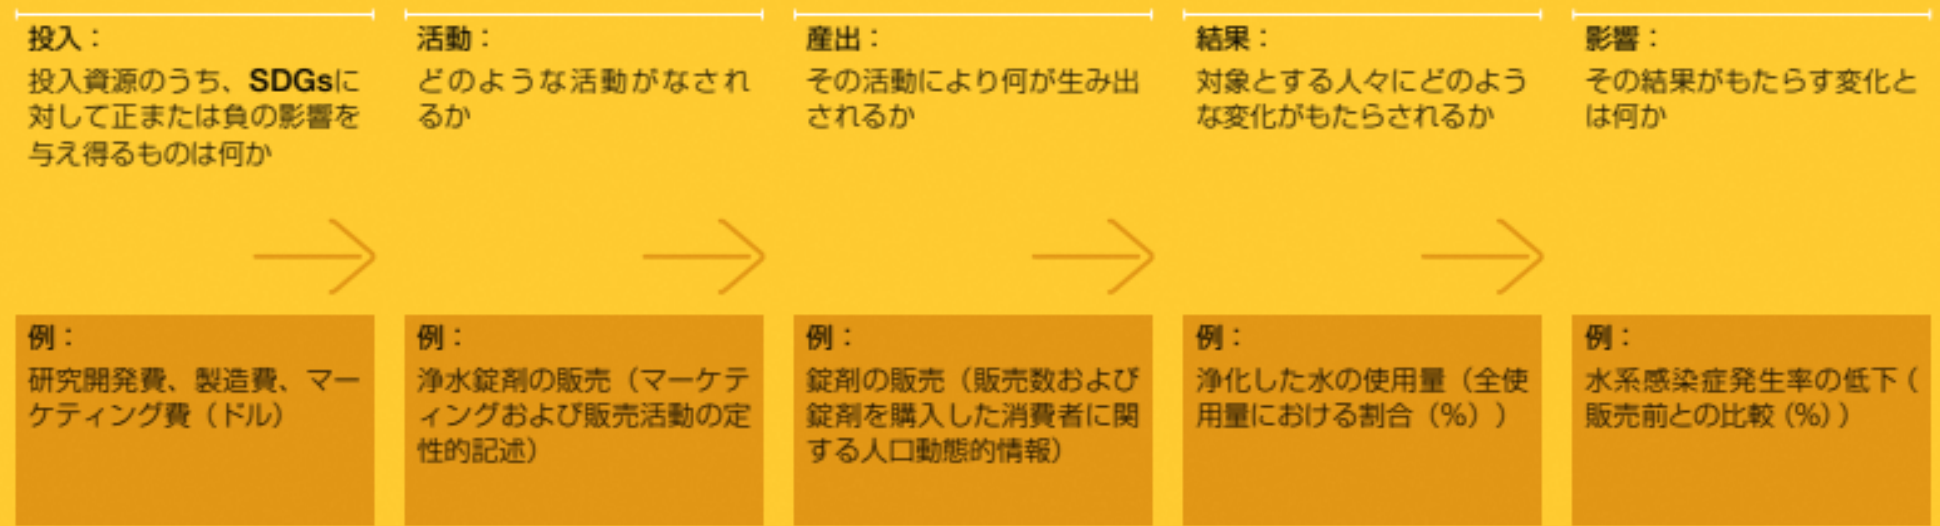 投入：
投入資源のうち、SDGsに
対して正または負の影響を
与え得るものは何か
活動：
どのような活動がなされ
るか
産出：
その活動により何が生み出
されるか
結果：
対象とする人々にどのよう
な変化がもたらされるか
影響：
その結果がもたらす変化と
は何か
例：
研究開発費、製造費、マー
ケティング費（ドル）
例：
浄水錠剤の販売（マーケテ
ィングおよび販売活動の定
性的記述）
例：
錠剤の販売（販売数および
錠剤を購入した消費者に関
する人口動態的情報）
例：
浄化した水の使用量（全使
用量における割合（%））
例：
水系感染症発生率の低下（
販売前との比較（%））